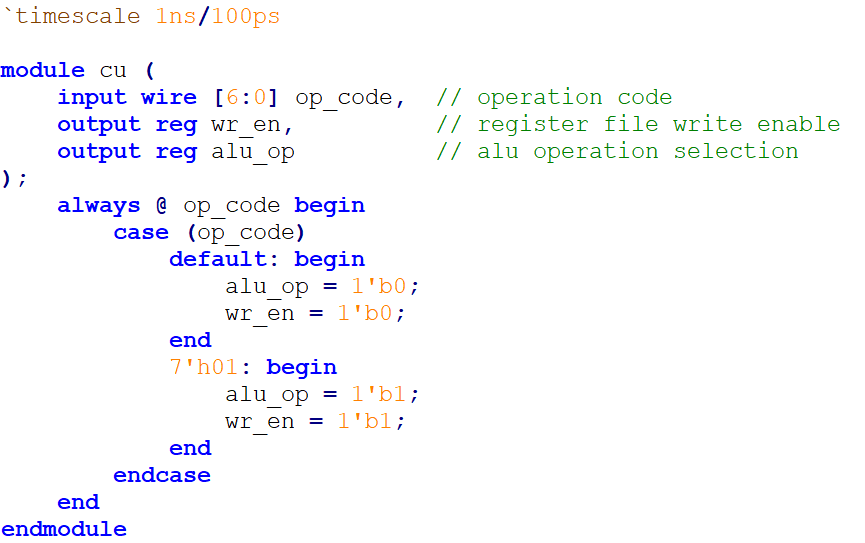 `timescale 1ns/100ps

module cu (
    input wire [6:0] op_code,  // operation code
    output reg wr_en,          // register file write enable
    output reg alu_op          // alu operation selection
);
    always @ op_code begin
        case (op_code)
            default: begin
                alu_op = 1'b0;
                wr_en = 1'b0;
            end
            7'h01: begin
                alu_op = 1'b1;
                wr_en = 1'b1;
            end
        endcase
    end
endmodule